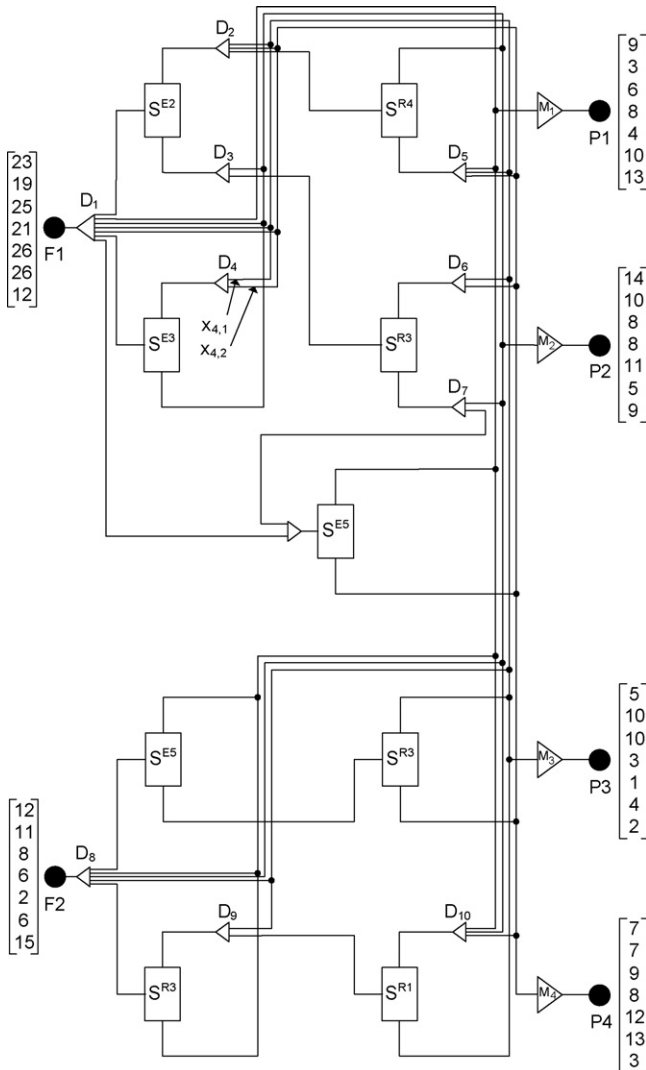 D2
9
3
6
8
4
10
13
S^E2
S^R4
M1
P1
D3
D5
23
19
25
21
26
26
12
D1
F1
D4
D6
14
10
8
8
11
5
9
x4,1
x4,2
S^E3
S^R3
M2
P2
D7
S^E5
5
10
10
3
1
4
2
S^E5
S^R3
M3
P3
12
11
8
6
2
6
15
D8
F2
D9
D10
7
7
9
8
12
13
3
S^R3
S^R1
M4
P4